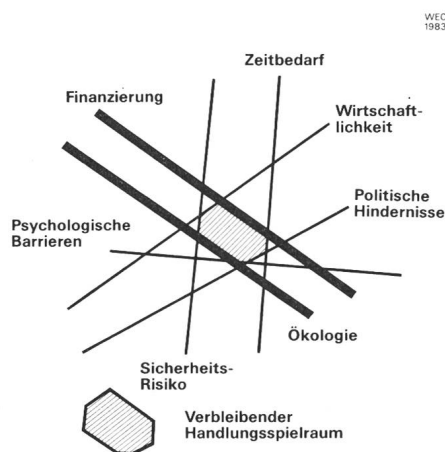 WEC
1983
Zeitbedarf
Finanzierung
Wirtschaft-
lichkeit
Politische
Hindernisse
Psychologische
Barrieren
Ökologie
Sicherheits-
Risiko
Verbleibender
Handlungsspielraum